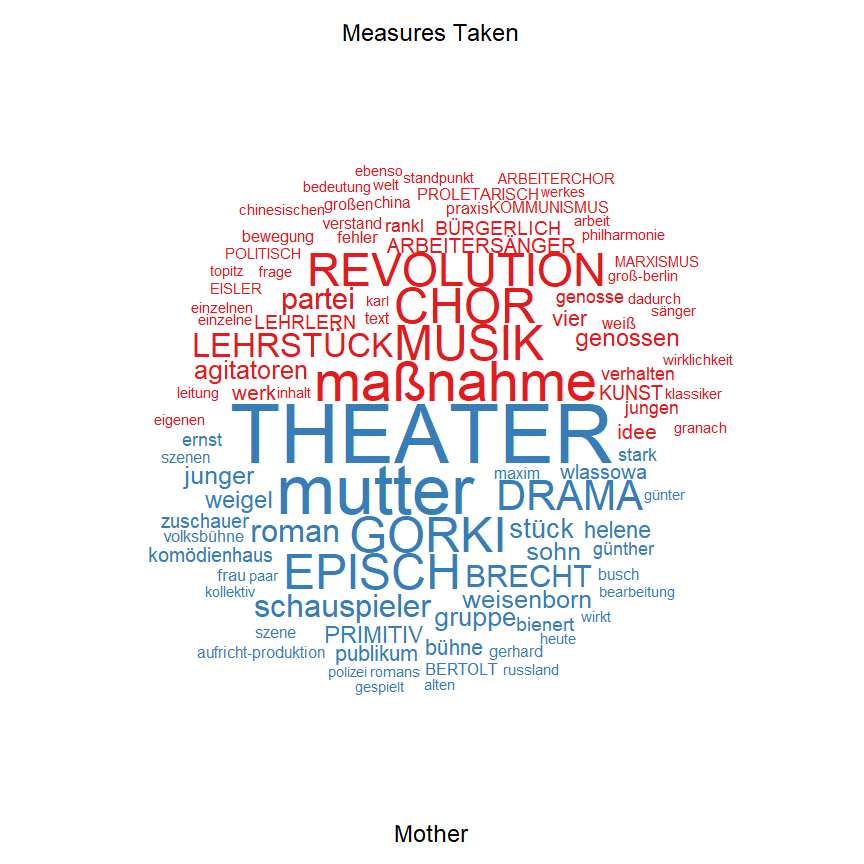 Measures Taken
ebenso
standpunkt ARBEITERCHOR
bedeutung welt
PROLETARISCH werkes
chinesischen großen china praxis KOMMUNISMUS
verstand rankl BÜRGERLICH arbeit
bewegung fehler ARBEITERSÄNGER philharmonie
POLITISCH REVOLUTION MARXISMUS
topitz frage groß-berlin
EISLER partei karl CHOR genosse dadurch
einzelnen
einzelne LEHRLERN text vier weiß sänger
LEHRSTÜCK MUSIK genossen
agitatoren maßnahme verhalten wirklichkeit
leitung werk inhalt KUNST klassiker
jungen
eigenen THEATER idee granach
ernst
szenen stark
junger mutter maxim wlassowa
weigel DRAMA günter
zuschauer
volksbühne roman GORKI stück helene
komödienhaus sohn günther
frau paar EPISCH BRECHT busch
kollektiv bearbeitung
schauspieler weisenborn
gruppe bienert wirkt
szene PRIMITIV heute
aufricht-produktion publikum bühne gerhard
polizei romans BERTOLT russland
gespielt alten
Mother